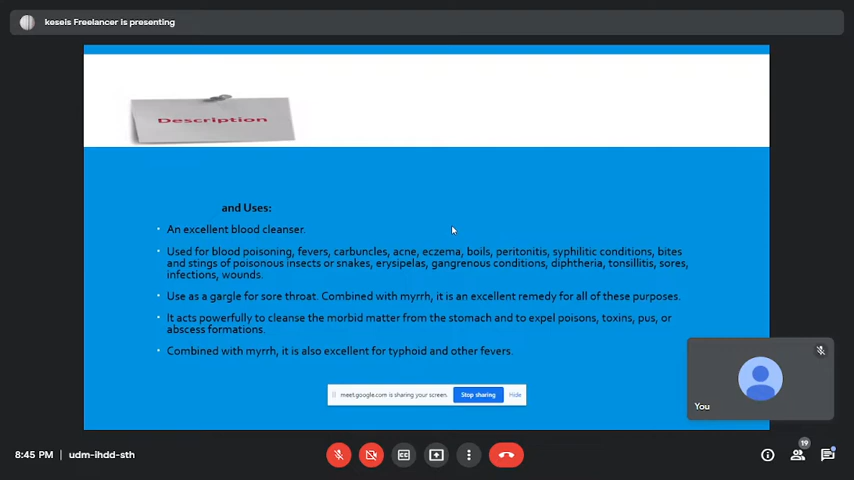 keseis Freelancer is presenting
Description
and Uses:
• An excellent blood cleanser.
• Used for blood poisoning, fevers, carbuncles, acne, eczema, boils, peritonitis, syphilitic conditions, bites
and stings of poisonous insects or snakes, erysipelas, gangrenous conditions, diphtheria, tonsillitis, sores,
infections, wounds.
• Use as a gargle for sore throat. Combined with myrrh, it is an excellent remedy for all of these purposes.
• It acts powerfully to cleanse the morbid matter from the stomach and to expel poisons, toxins, pus, or
abscess formations.
• Combined with myrrh, it is also excellent for typhoid and other fevers.
meet.google.com is sharing your screen. Stop sharing Hide
You
8:45 PM | udm-ihdd-sth
CC
19